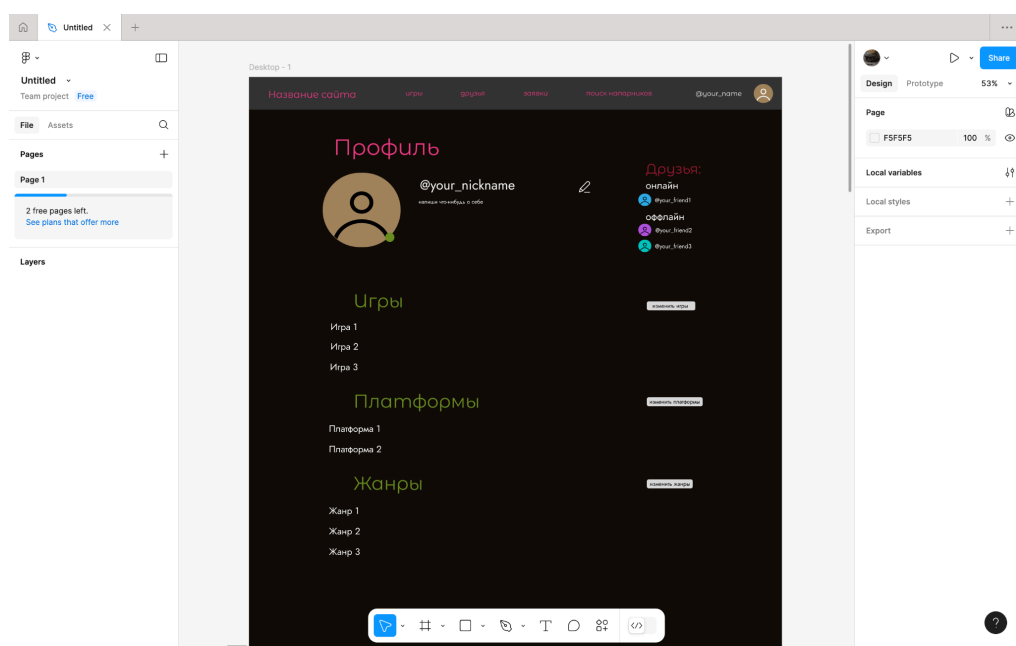 Untitled
Untitled
Team project Free
File Assets
Pages
Page 1
2 free pages left.
See plans that offer more
Layers
Desktop - 1
Название сайта игры друзья заявки поиск напарников @your_name
Профиль
@your_nickname
напиши что-нибудь о себе
Друзья:
онлайн
@your_friend1
оффлайн
@your_friend2
@your_friend3
Игры
изменить игры
Игра 1
Игра 2
Игра 3
Платформы
изменить платформы
Платформа 1
Платформа 2
Жанры
изменить жанры
Жанр 1
Жанр 2
Жанр 3
Share
Design Prototype 53%
Page
F5F5F5 100 %
Local variables
Local styles
Export
?